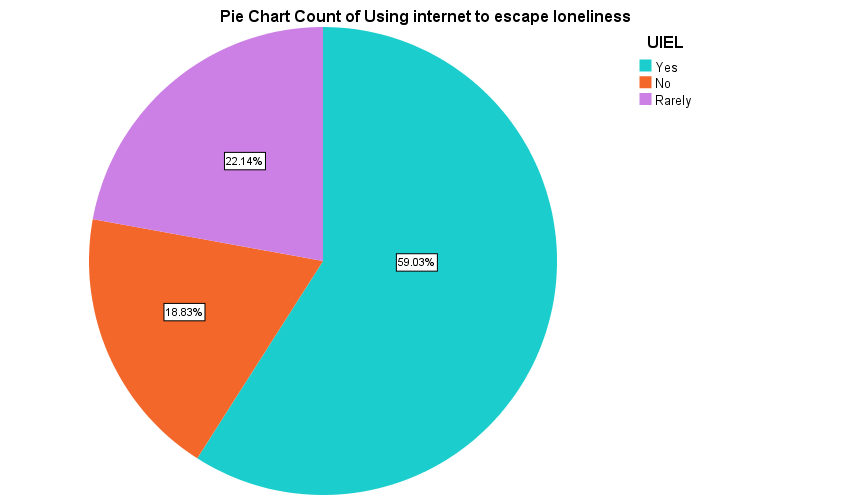 Pie Chart Count of Using internet to escape loneliness
UIEL
Yes
No
Rarely
22.14%
59.03%
18.83%